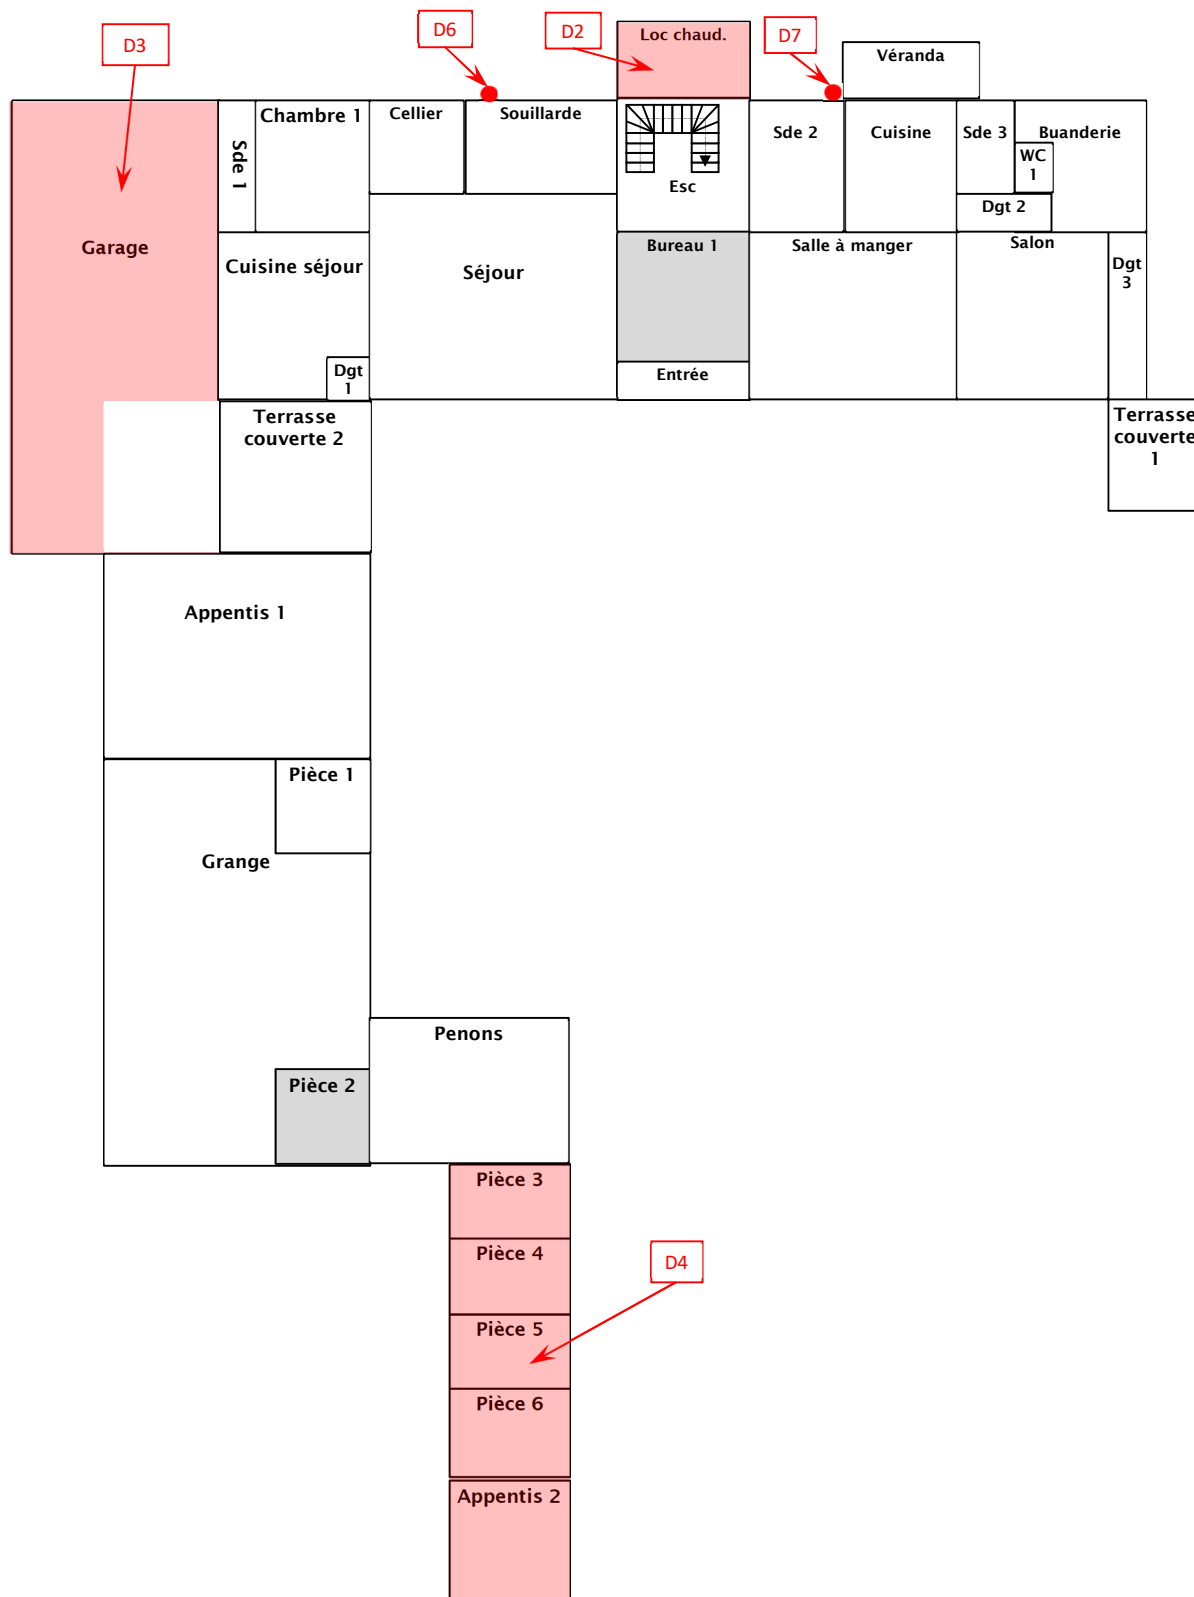 D3
D6
D2
D7
Loc chaud.
Véranda
Chambre 1
Cellier
Souillarde
Sde 1
Sde 2
Cuisine
Sde 3
Buanderie
WC
1
Esc
Dgt 2
Garage
Cuisine séjour
Séjour
Bureau 1
Salle à manger
Salon
Dgt
3
Dgt
1
Entrée
Terrasse
couverte 2
Terrasse
couverte
1
Appentis 1
Pièce 1
Grange
Penons
Pièce 2
Pièce 3
Pièce 4
D4
Pièce 5
Pièce 6
Appentis 2